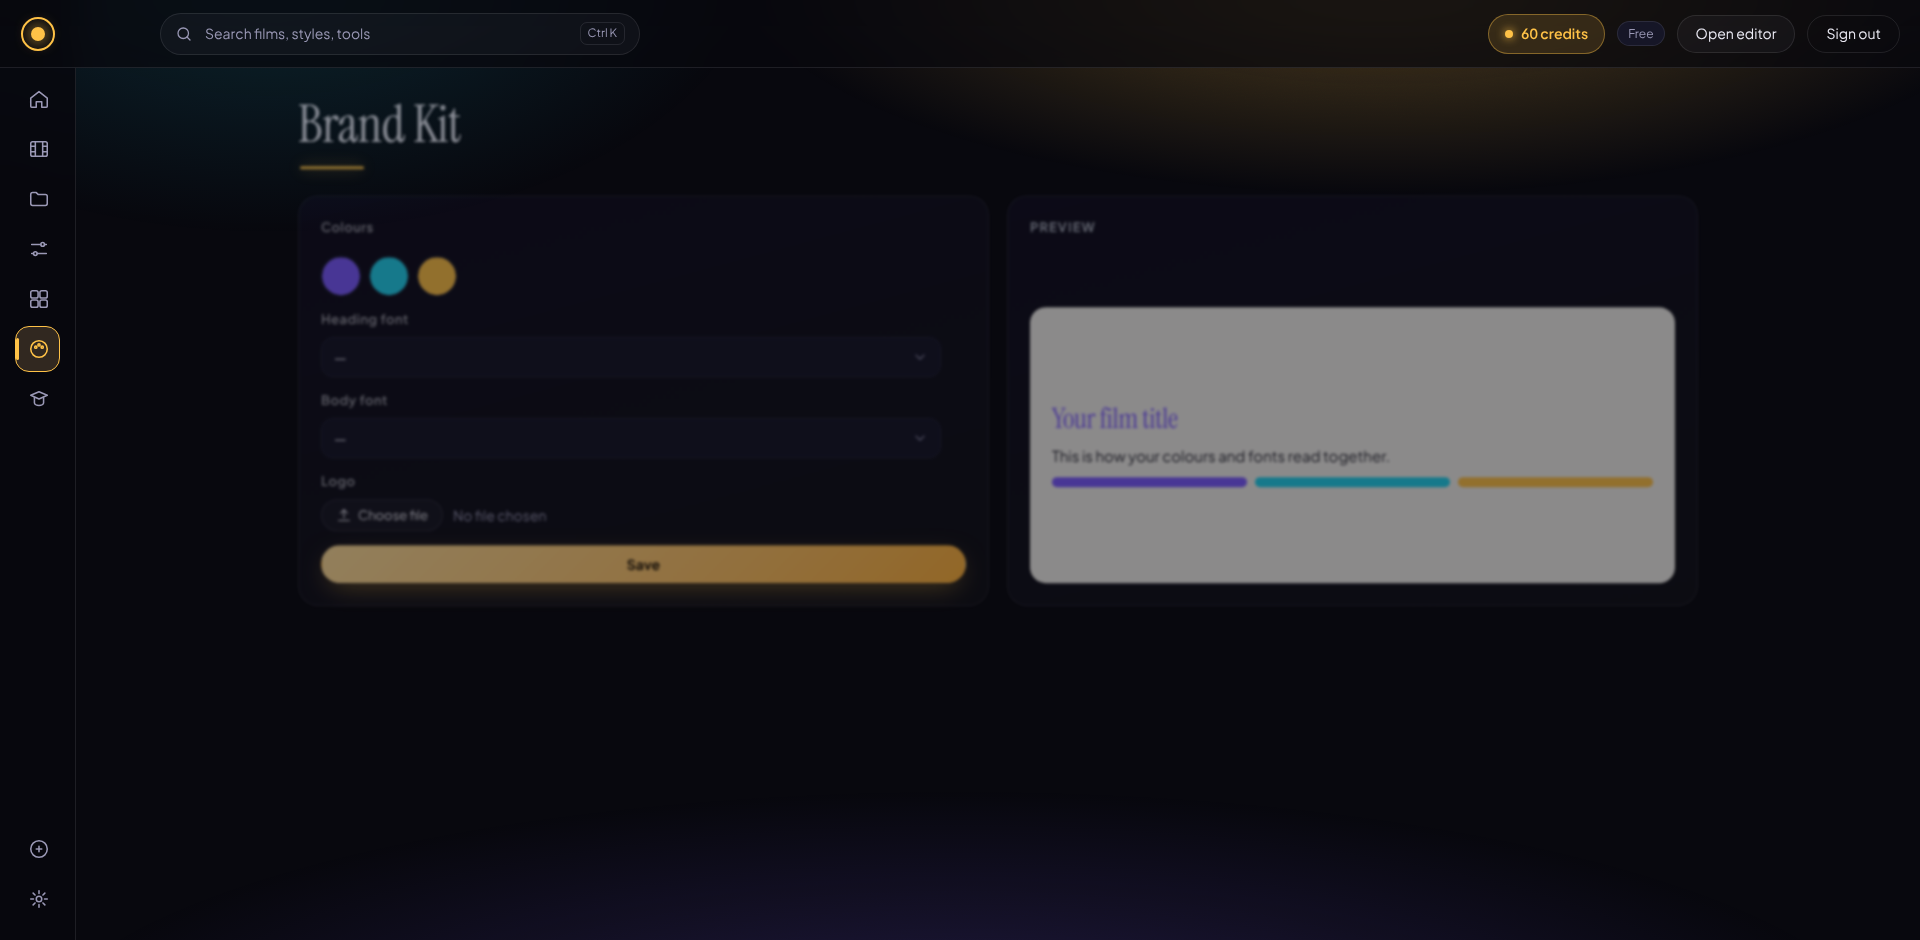 Search films, styles, tools
Ctrl K
60 credits
Free
Open editor
Sign out
Brand Kit
Colours
Heading font
—
Body font
—
Logo
Choose file
No file chosen
Save
PREVIEW
Your film title
This is how your colours and fonts read together.